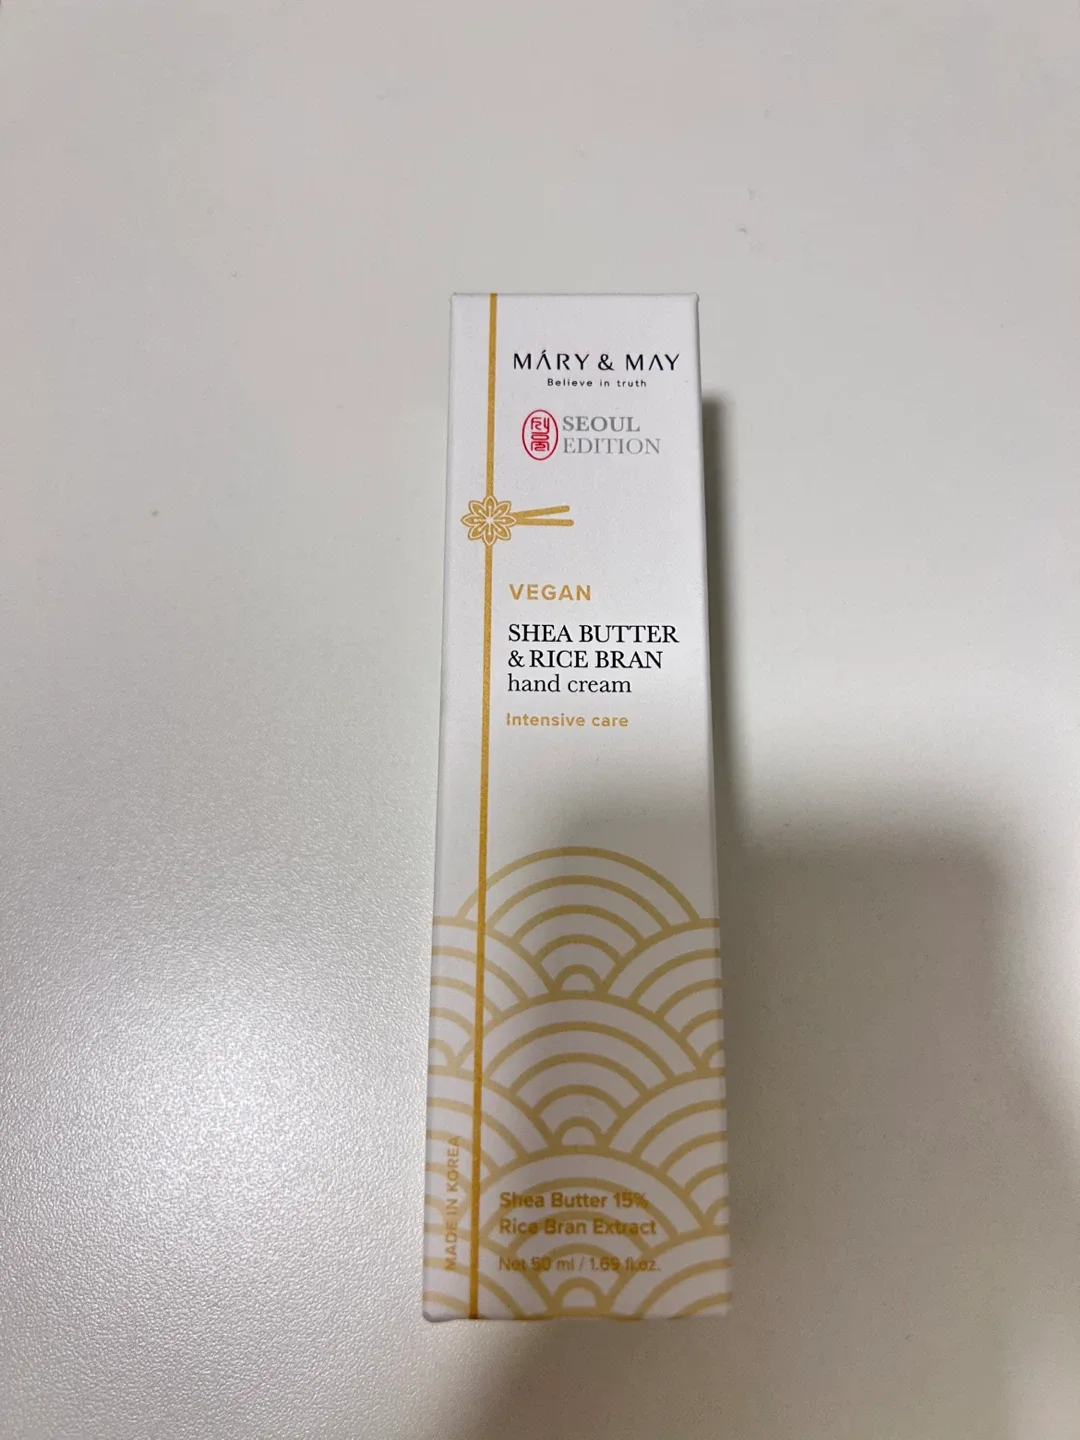 MÁRY & MAY
Believe in truth
SEOUL
EDITION
VEGAN
SHEA BUTTER
& RICE BRAN
hand cream
Intensive care
MADE IN KOREA
Shea Butter 15%
Rice Bran Extract
Net 50 ml / 1.69 fl.oz.